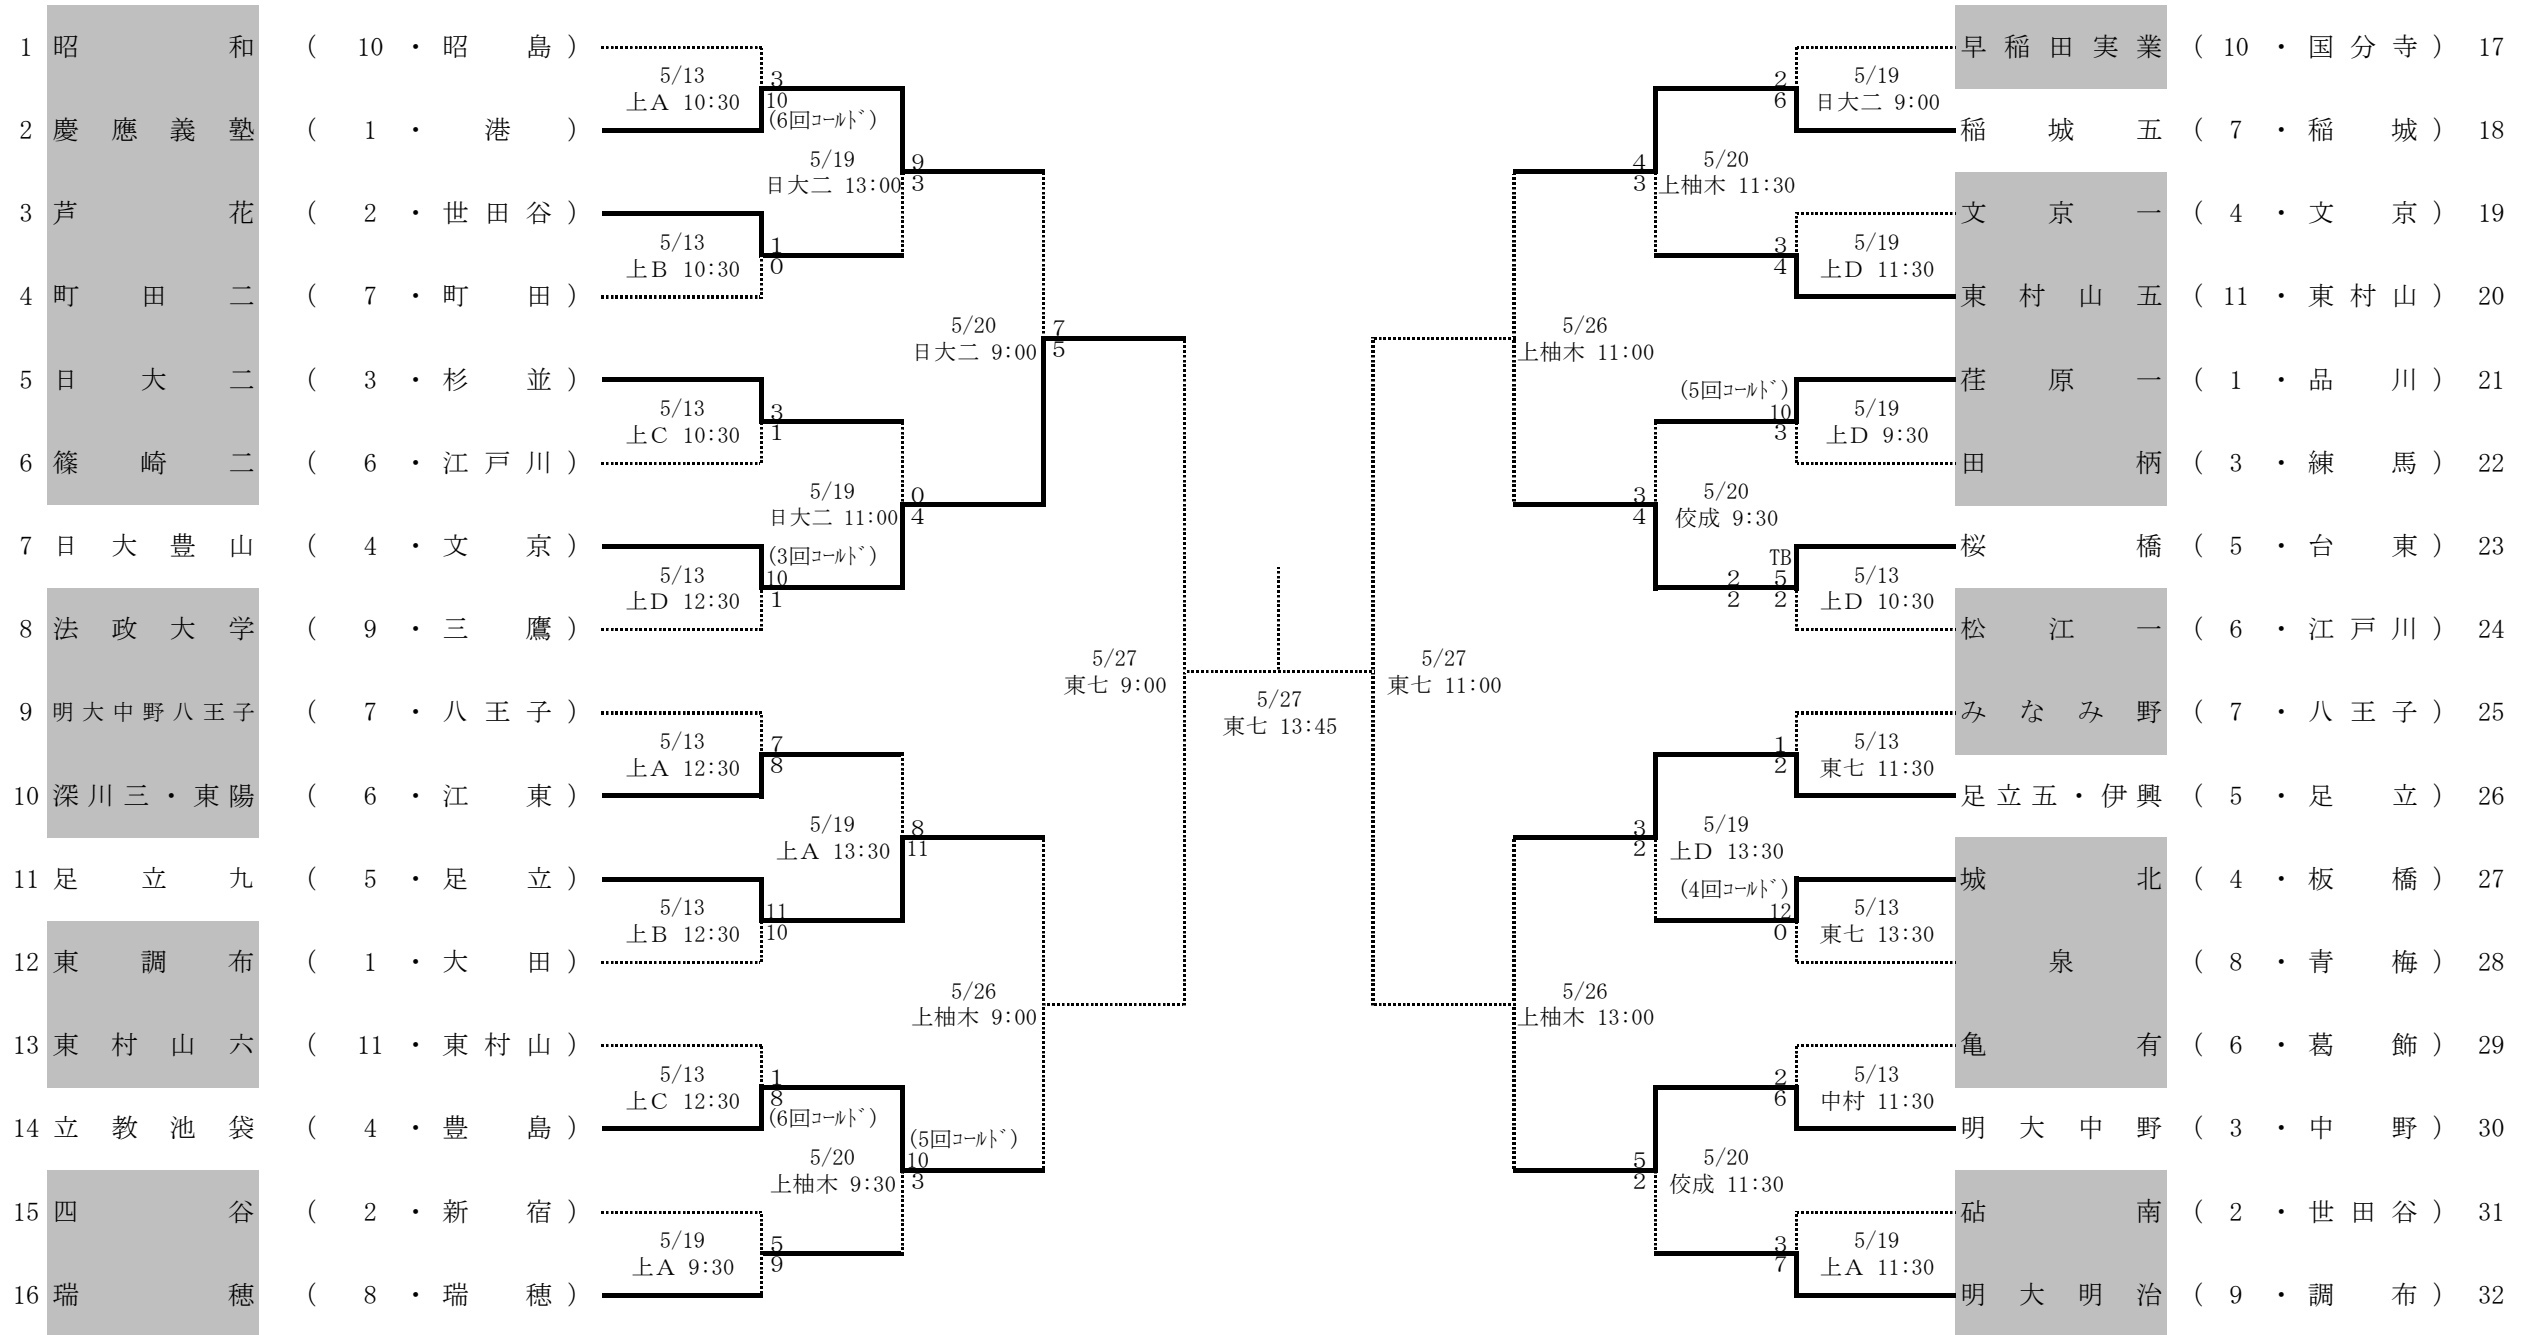 1 昭和 ( 10 ・ 昭島 )
2 慶應義塾 ( 1 ・ 港 )
3 芦花 ( 2 ・ 世田谷 )
4 町田二 ( 7 ・ 町田 )
5 日大二 ( 3 ・ 杉並 )
6 篠崎二 ( 6 ・ 江戸川 )
7 日大豊山 ( 4 ・ 文京 )
8 法政大学 ( 9 ・ 三鷹 )
9 明大中野八王子 ( 7 ・ 八王子 )
10 深川三・東陽 ( 6 ・ 江東 )
11 足立九 ( 5 ・ 足立 )
12 東調布 ( 1 ・ 大田 )
13 東村山六 ( 11 ・ 東村山 )
14 立教池袋 ( 4 ・ 豊島 )
15 四谷 ( 2 ・ 新宿 )
16 瑞穂 ( 8 ・ 瑞穂 )
5/13
上A 10:30
3
10
(6回ｺｰﾙﾄﾞ)
5/13
上B 10:30
1
0
5/13
上C 10:30
3
1
5/13
上D 12:30
(3回ｺｰﾙﾄﾞ)
10
1
5/13
上A 12:30
7
8
5/13
上B 12:30
11
10
5/13
上C 12:30
1
8
(6回ｺｰﾙﾄﾞ)
5/19
上A 9:30
5
9
5/19
日大二 13:00
9
3
5/19
日大二 11:00
0
4
5/19
上A 13:30
8
11
5/20
上柚木 9:30
(5回ｺｰﾙﾄﾞ)
10
3
5/20
日大二 9:00
7
5
5/26
上柚木 9:00
5/27
東七 9:00
5/27
東七 13:45
5/27
東七 11:00
5/26
上柚木 11:00
5/26
上柚木 13:00
4
3
5/20
上柚木 11:30
3
4
5/20
佼成 9:30
3
2
5/19
上D 13:30
5
2
5/20
佼成 11:30
2
6
5/19
日大二 9:00
3
4
5/19
上D 11:30
(5回ｺｰﾙﾄﾞ)
10
3
5/19
上D 9:30
TB
2 5
2 2
5/13
上D 10:30
1
2
5/13
東七 11:30
(4回ｺｰﾙﾄﾞ)
12
0
5/13
東七 13:30
2
6
5/13
中村 11:30
3
7
5/19
上A 11:30
早稲田実業 ( 10 ・ 国分寺 ) 17
稲城五 ( 7 ・ 稲城 ) 18
文京一 ( 4 ・ 文京 ) 19
東村山五 ( 11 ・ 東村山 ) 20
荏原一 ( 1 ・ 品川 ) 21
田柄 ( 3 ・ 練馬 ) 22
桜橋 ( 5 ・ 台東 ) 23
松江一 ( 6 ・ 江戸川 ) 24
みなみ野 ( 7 ・ 八王子 ) 25
足立五・伊興 ( 5 ・ 足立 ) 26
城北 ( 4 ・ 板橋 ) 27
泉 ( 8 ・ 青梅 ) 28
亀有 ( 6 ・ 葛飾 ) 29
明大中野 ( 3 ・ 中野 ) 30
砧南 ( 2 ・ 世田谷 ) 31
明大明治 ( 9 ・ 調布 ) 32